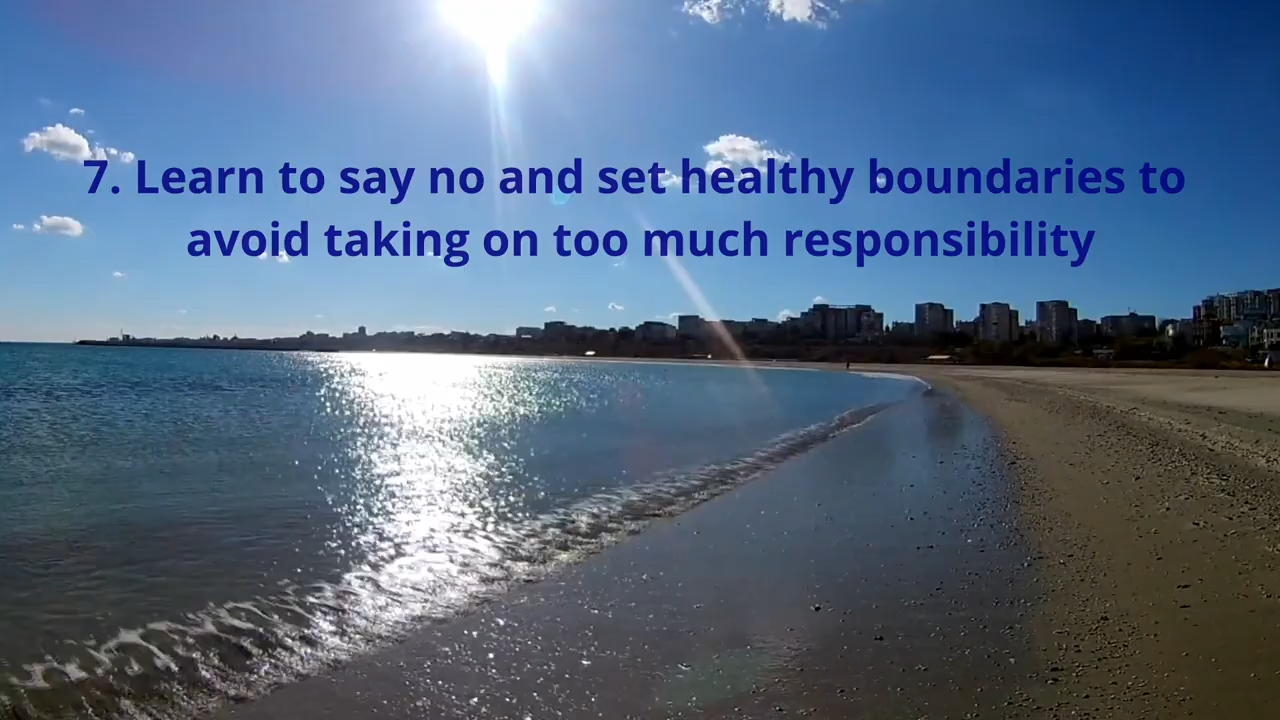 7. Learn to say no and set healthy boundaries to
avoid taking on too much responsibility